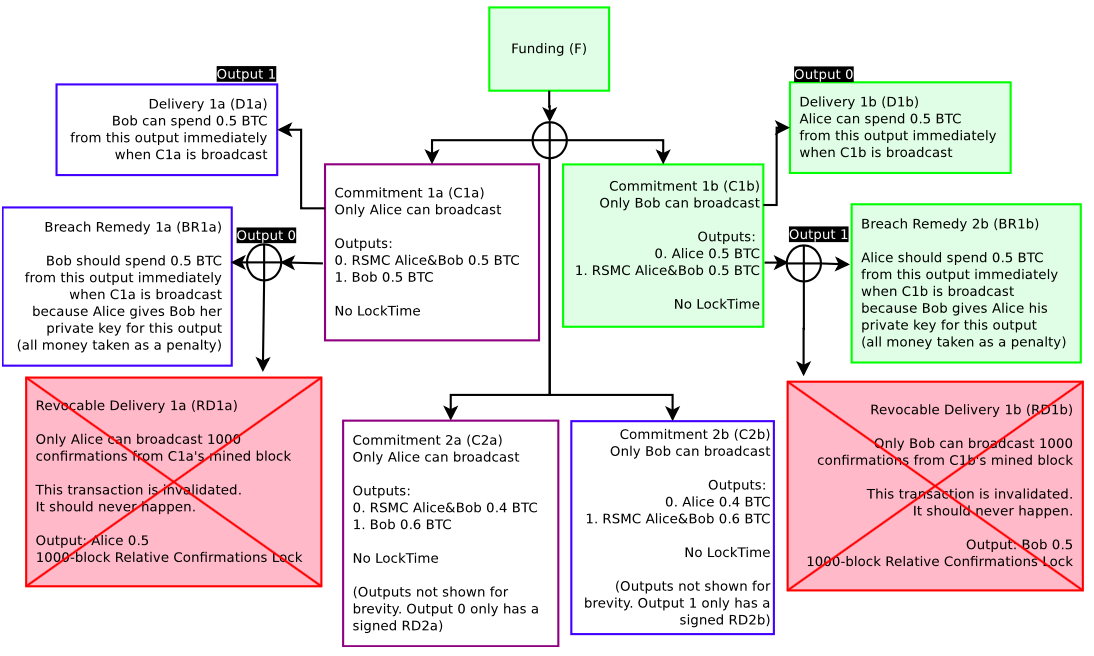 Funding (F)
Output 1
Delivery 1a (D1a)
Bob can spend 0.5 BTC
from this output immediately
when C1a is broadcast
Output 0
Delivery 1b (D1b)
Alice can spend 0.5 BTC
from this output immediately
when C1b is broadcast
Commitment 1a (C1a)
Only Alice can broadcast
Outputs:
0. RSMC Alice&Bob 0.5 BTC
1. Bob 0.5 BTC
No LockTime
Commitment 1b (C1b)
Only Bob can broadcast
Outputs:
0. Alice 0.5 BTC
1. RSMC Alice&Bob 0.5 BTC
No LockTime
Output 0
Breach Remedy 1a (BR1a)
Bob should spend 0.5 BTC
from this output immediately
when C1a is broadcast
because Alice gives Bob her
private key for this output
(all money taken as a penalty)
Output 1
Breach Remedy 2b (BR1b)
Alice should spend 0.5 BTC
from this output immediately
when C1b is broadcast
because Bob gives Alice his
private key for this output
(all money taken as a penalty)
Revocable Delivery 1a (RD1a)
Only Alice can broadcast 1000
confirmations from C1a's mined block
This transaction is invalidated.
It should never happen.
Output: Alice 0.5
1000-block Relative Confirmations Lock
Commitment 2a (C2a)
Only Alice can broadcast
Outputs:
0. RSMC Alice&Bob 0.4 BTC
1. Bob 0.6 BTC
No LockTime
(Outputs not shown for
brevity. Output 0 only has a
signed RD2a)
Commitment 2b (C2b)
Only Bob can broadcast
Outputs:
0. Alice 0.4 BTC
1. RSMC Alice&Bob 0.6 BTC
No LockTime
(Outputs not shown for
brevity. Output 1 only has a
signed RD2b)
Revocable Delivery 1b (RD1b)
Only Bob can broadcast 1000
confirmations from C1b's mined block
This transaction is invalidated.
It should never happen.
Output: Bob 0.5
1000-block Relative Confirmations Lock